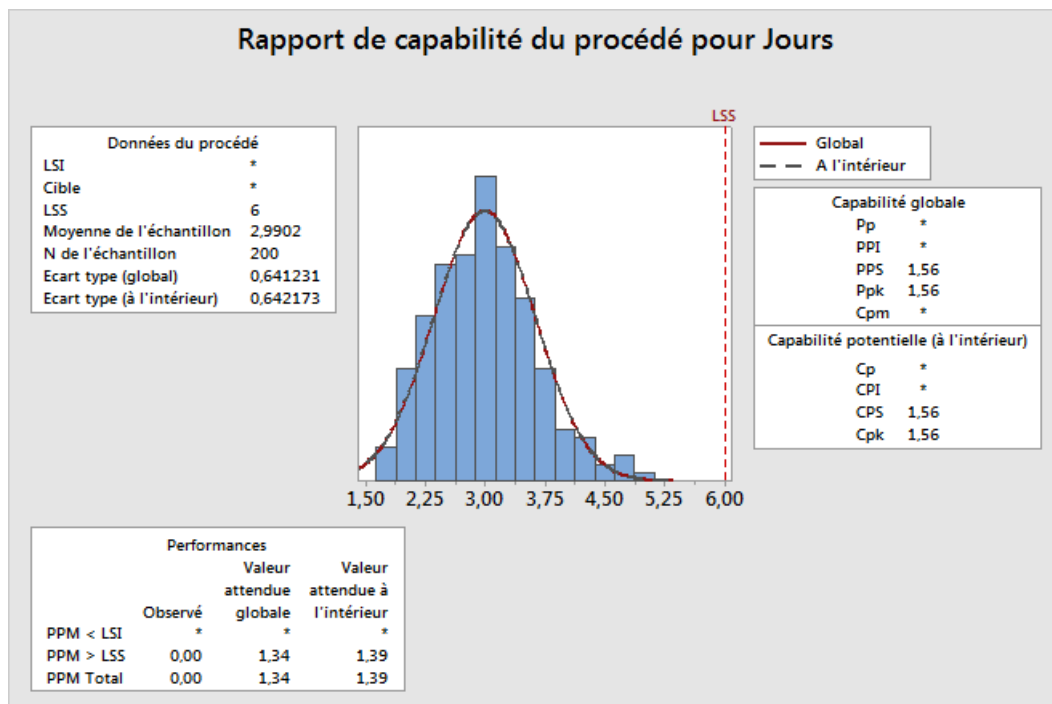 Rapport de capabilité du procédé pour Jours
Données du procédé
LSI *
Cible *
LSS 6
Moyenne de l'échantillon 2,9902
N de l'échantillon 200
Ecart type (global) 0,641231
Ecart type (à l'intérieur) 0,642173
LSS
1,50 2,25 3,00 3,75 4,50 5,25 6,00
Global
A l'intérieur
Capabilité globale
Pp *
PPI *
PPS 1,56
Ppk 1,56
Cpm *
Capabilité potentielle (à l'intérieur)
Cp *
CPI *
CPS 1,56
Cpk 1,56
Performances
Valeur Valeur
attendue attendue à
Observé globale l'intérieur
PPM < LSI * * *
PPM > LSS 0,00 1,34 1,39
PPM Total 0,00 1,34 1,39